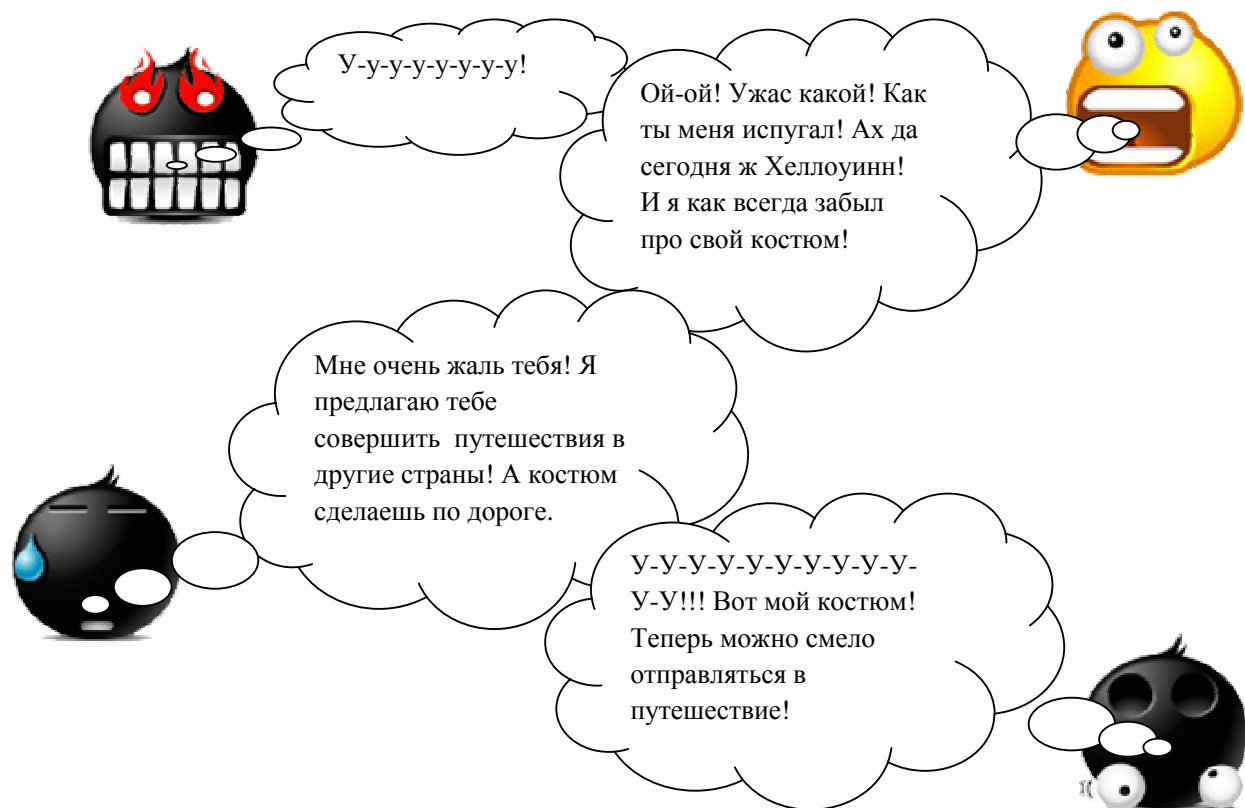 У-у-у-у-у-у-у-у!
Ой-ой! Ужас какой! Как
ты меня испугал! Ах да
сегодня ж Хеллоуинн!
И я как всегда забыл
про свой костюм!
Мне очень жаль тебя! Я
предлагаю тебе
совершить путешествия в
другие страны! А костюм
сделаешь по дороге.
У-У-У-У-У-У-У-У-У-У-
У-У!!! Вот мой костюм!
Теперь можно смело
отправляться в
путешествие!